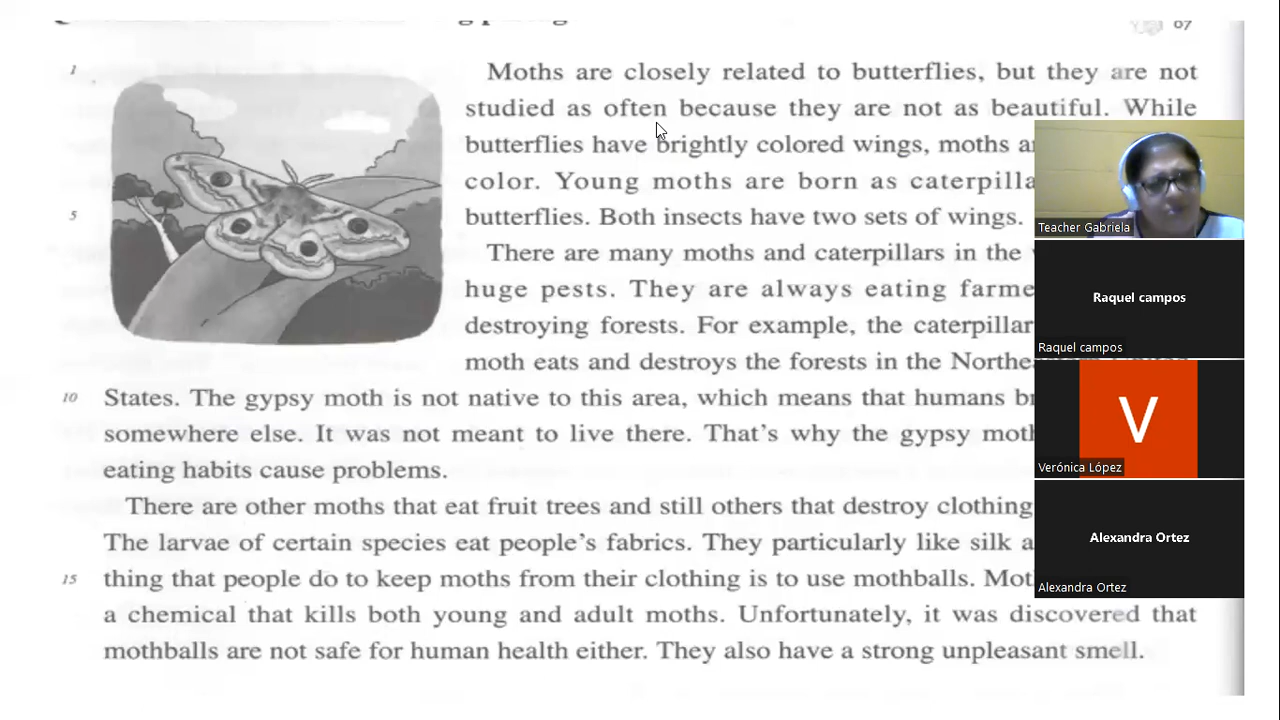 67
1 Moths are closely related to butterflies, but they are not
studied as often because they are not as beautiful. While
butterflies have brightly colored wings, moths
color. Young moths are born as
5 butterflies. Both insects have two sets of wings.
There are many moths and caterpillars in the
huge pests. They are always eating
destroying forests. For example, the caterpillar
moth eats and destroys the forests in the
10 States. The gypsy moth is not native to this area, which means that humans
somewhere else. It was not meant to live there. That's why the gypsy
eating habits cause problems.
There are other moths that eat fruit trees and still others that destroy clothing
The larvae of certain species eat people's fabrics. They particularly like silk
15 thing that people do to keep moths from their clothing is to use mothballs.
a chemical that kills both young and adult moths. Unfortunately, it was discovered that
mothballs are not safe for human health either. They also have a strong unpleasant smell.
Teacher Gabriela
Raquel campos
Raquel campos
V
Verónica López
Alexandra Ortez
Alexandra Ortez